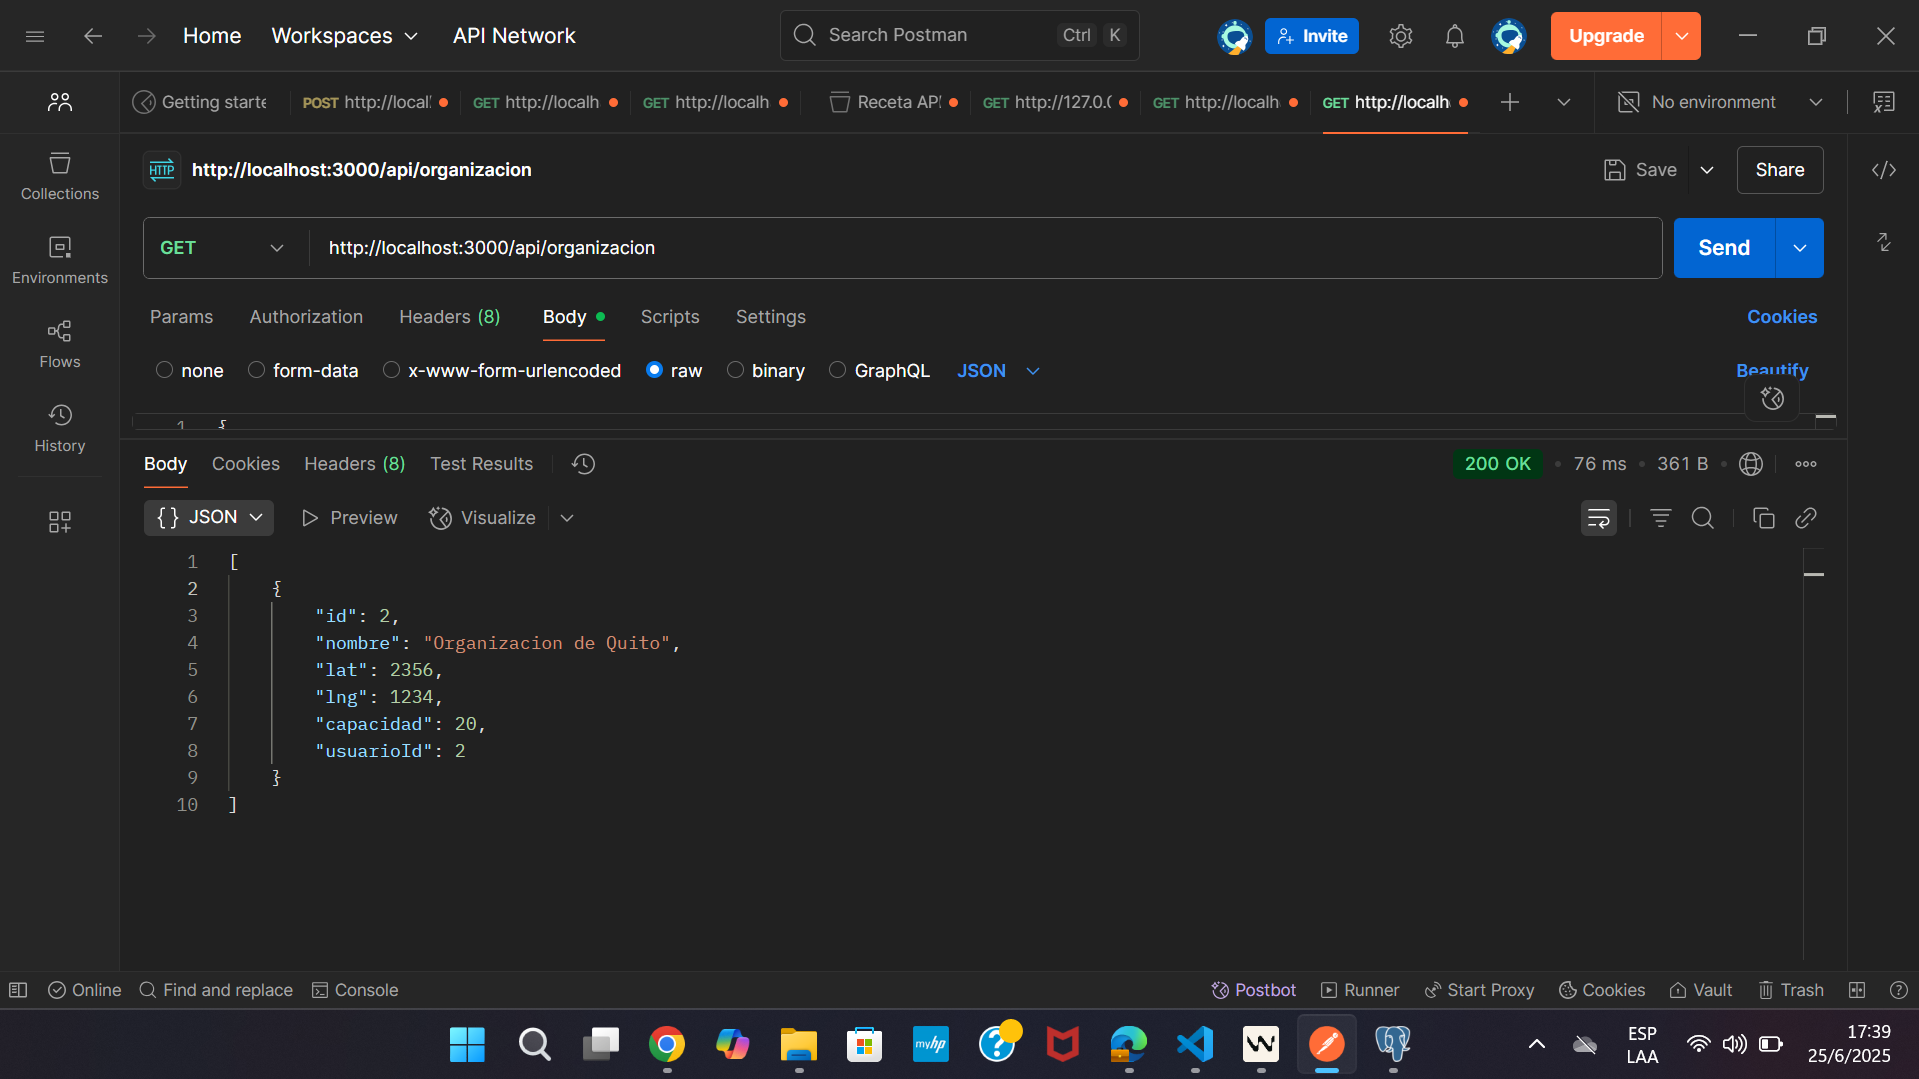 Home Workspaces API Network Search Postman Ctrl K Invite Upgrade
Getting starte POST http://local GET http://localh GET http://localh Receta API GET http://127.0.0 GET http://localh GET http://localh No environment
Collections
Environments
Flows
History
HTTP http://localhost:3000/api/organizacion Save Share
GET http://localhost:3000/api/organizacion Send
Params Authorization Headers (8) Body Scripts Settings Cookies
none form-data x-www-form-urlencoded raw binary GraphQL JSON Beautify
1 {
Body Cookies Headers (8) Test Results 200 OK • 76 ms • 361 B •
{} JSON Preview Visualize
1 [
2 {
3 "id": 2,
4 "nombre": "Organizacion de Quito",
5 "lat": 2356,
6 "lng": 1234,
7 "capacidad": 20,
8 "usuarioId": 2
9 }
10 ]
Online Find and replace Console Postbot Runner Start Proxy Cookies Vault Trash
myhp
ESP
LAA
17:39
25/6/2025